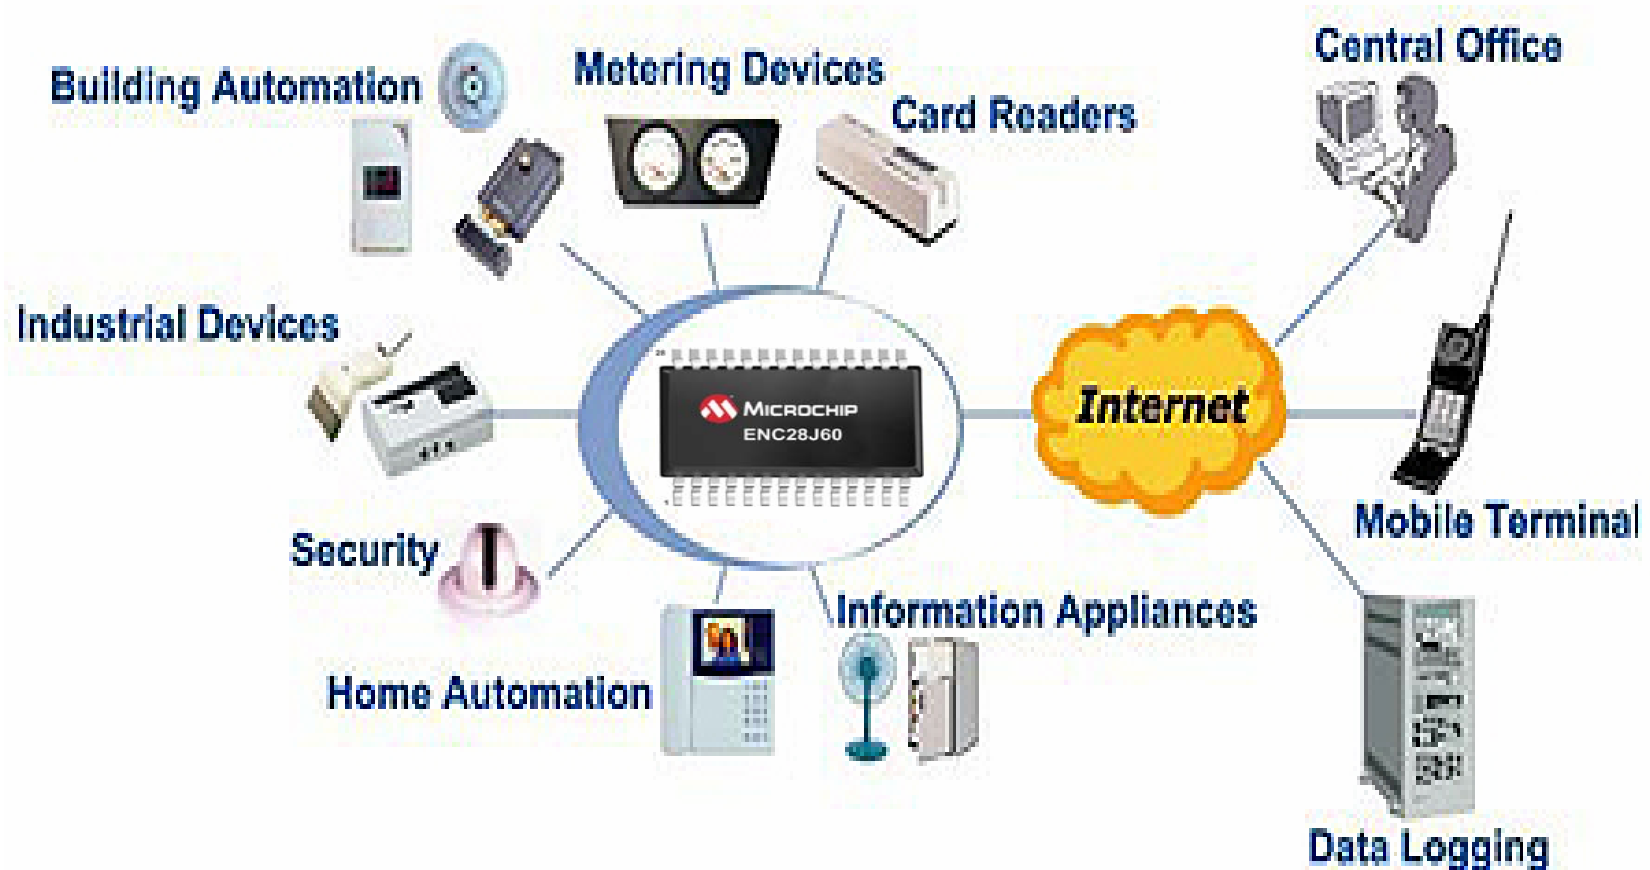 Central Office
Metering Devices
Building Automation
Card Readers
Industrial Devices
MICROCHIP
ENC28J60
Internet
Mobile Terminal
Security
Information Appliances
Home Automation
Data Logging